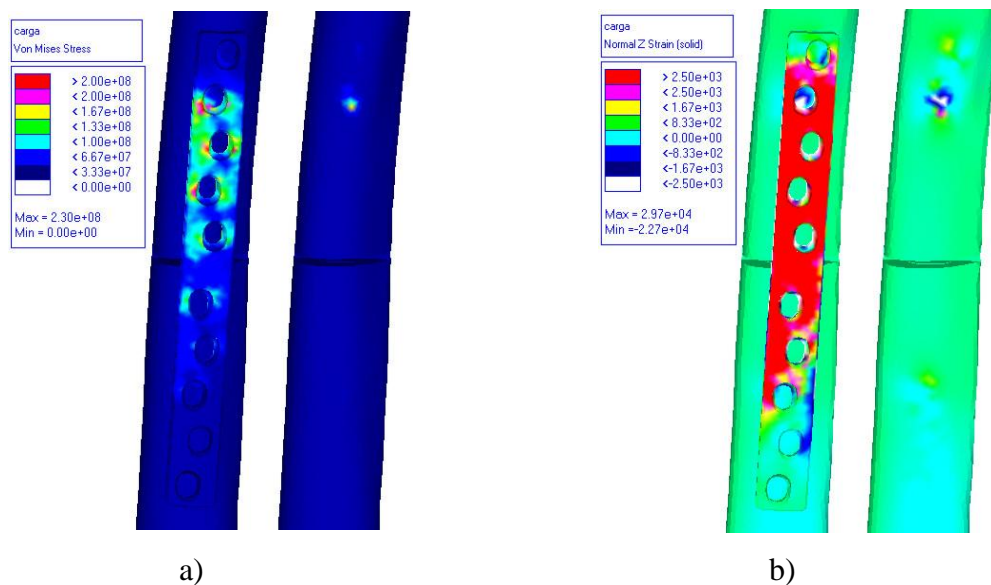 carga
Von Mises Stress
> 2.00e+08
< 2.00e+08
< 1.67e+08
< 1.33e+08
< 1.00e+08
< 6.67e+07
< 3.33e+07
< 0.00e+00
Max = 2.30e+08
Min = 0.00e+00
carga
Normal Z Strain (solid)
> 2.50e+03
< 2.50e+03
< 1.67e+03
< 8.33e+02
< 0.00e+00
<-8.33e+02
<-1.67e+03
<-2.50e+03
Max = 2.97e+04
Min =-2.27e+04
a)
b)